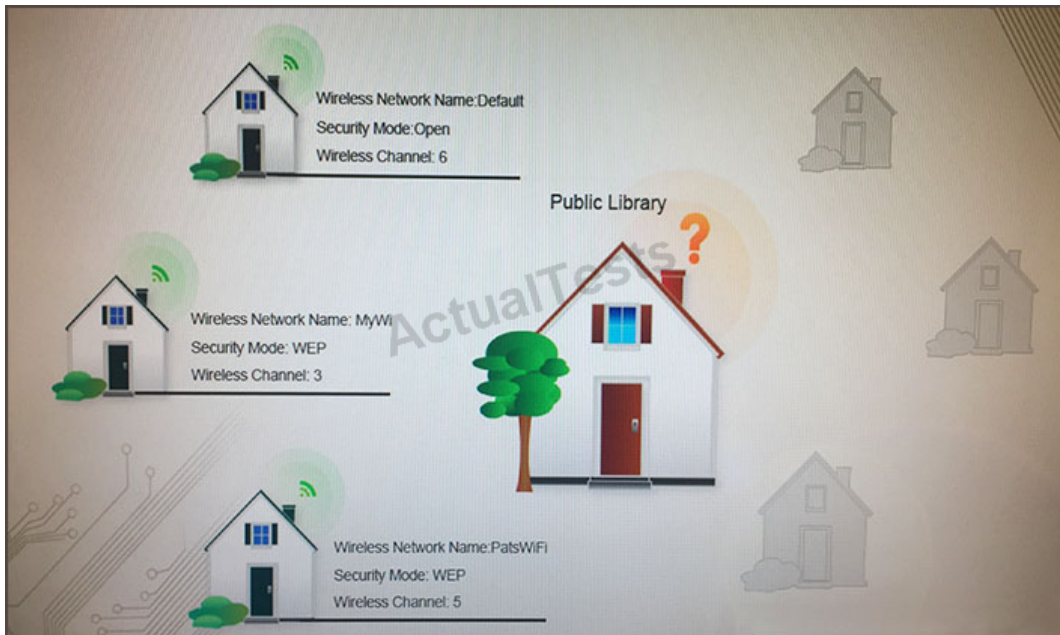 Wireless Network Name:Default
Security Mode:Open
Wireless Channel: 6
Public Library
?
ActualTests
Wireless Network Name: MyWi
Security Mode: WEP
Wireless Channel: 3
Wireless Network Name:PatsWiFi
Security Mode: WEP
Wireless Channel: 5